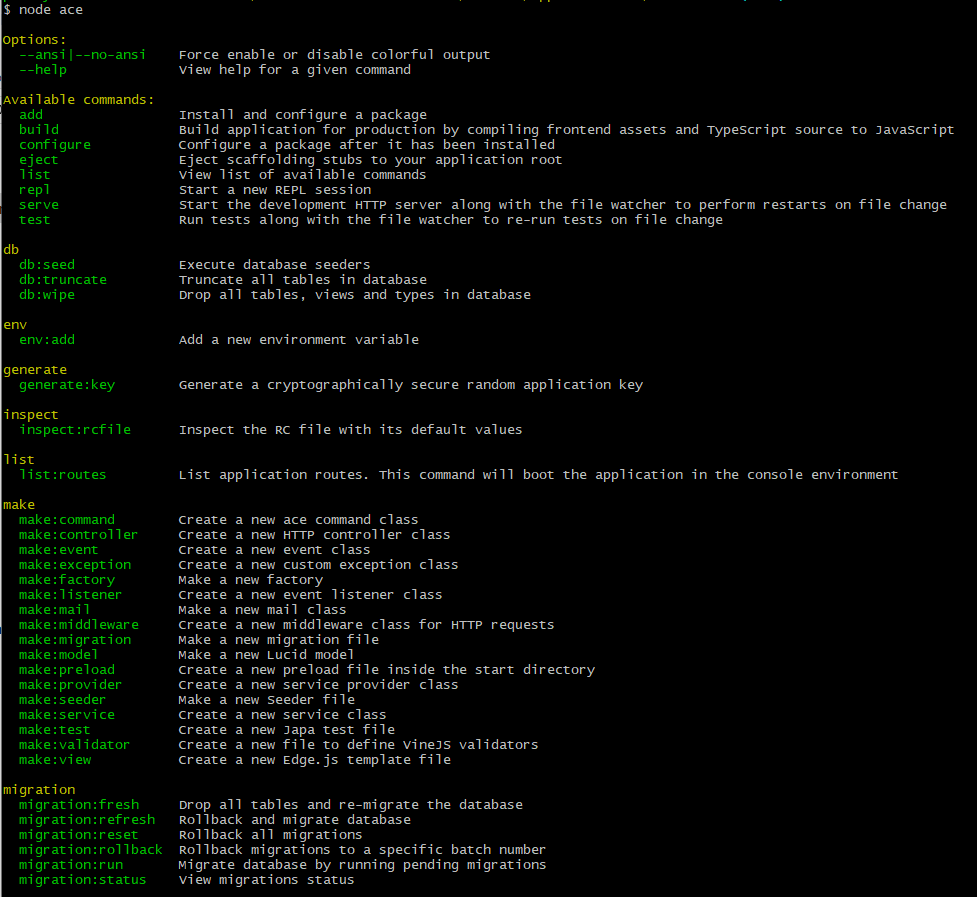 $ node ace
Options:
--ansi|--no-ansi Force enable or disable colorful output
--help View help for a given command
Available commands:
add Install and configure a package
build Build application for production by compiling frontend assets and TypeScript source to JavaScript
configure Configure a package after it has been installed
eject Eject scaffolding stubs to your application root
list View list of available commands
repl Start a new REPL session
serve Start the development HTTP server along with the file watcher to perform restarts on file change
test Run tests along with the file watcher to re-run tests on file change
db
db:seed Execute database seeders
db:truncate Truncate all tables in database
db:wipe Drop all tables, views and types in database
env
env:add Add a new environment variable
generate
generate:key Generate a cryptographically secure random application key
inspect
inspect:rcfile Inspect the RC file with its default values
list
list:routes List application routes. This command will boot the application in the console environment
make
make:command Create a new ace command class
make:controller Create a new HTTP controller class
make:event Create a new event class
make:exception Create a new custom exception class
make:factory Make a new factory
make:listener Create a new event listener class
make:mail Make a new mail class
make:middleware Create a new middleware class for HTTP requests
make:migration Make a new migration file
make:model Make a new Lucid model
make:preload Create a new preload file inside the start directory
make:provider Create a new service provider class
make:seeder Make a new Seeder file
make:service Create a new service class
make:test Create a new Japa test file
make:validator Create a new file to define VineJS validators
make:view Create a new Edge.js template file
migration
migration:fresh Drop all tables and re-migrate the database
migration:refresh Rollback and migrate database
migration:reset Rollback all migrations
migration:rollback Rollback migrations to a specific batch number
migration:run Migrate database by running pending migrations
migration:status View migrations status